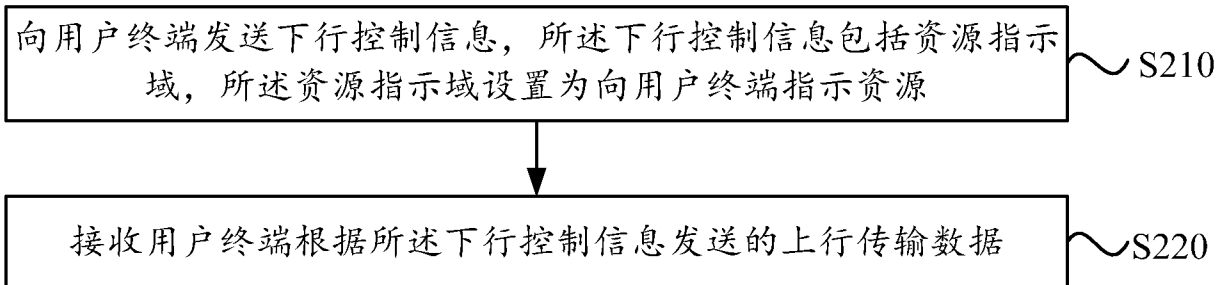 向用户终端发送下行控制信息，所述下行控制信息包括资源指示
域，所述资源指示域设置为向用户终端指示资源
S210
接收用户终端根据所述下行控制信息发送的上行传输数据
S220